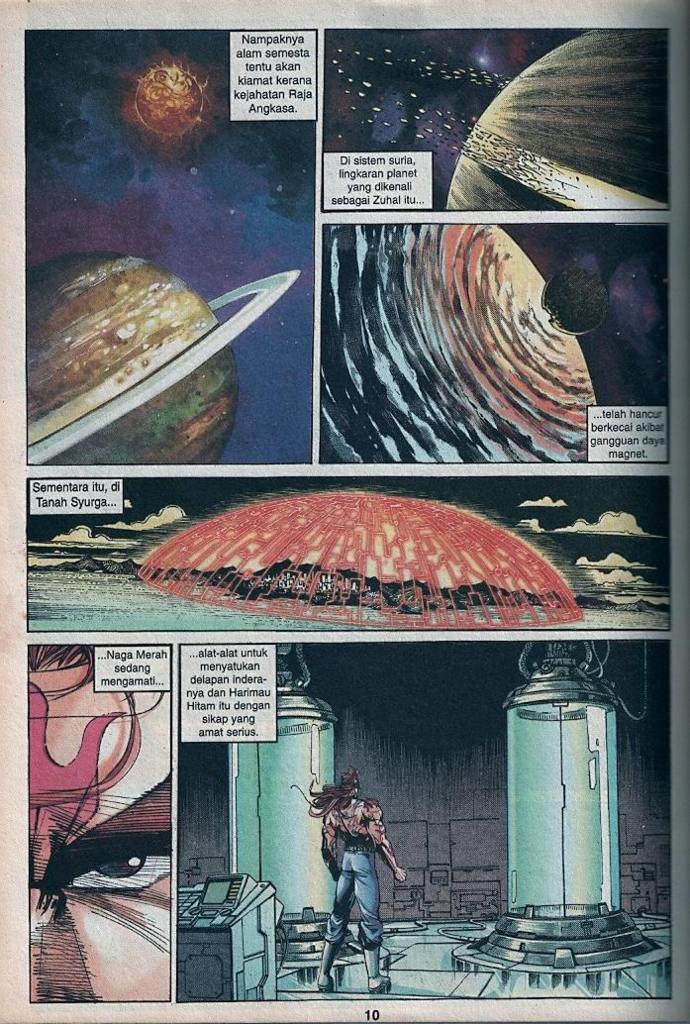 Nampaknya
alam semesta
tentu akan
kiamat kerana
kejahatan Raja
Angkasa.
Di sistem suria,
lingkaran planet
yang dikenali
sebagai Zuhal itu...
...telah hancur
berkecai akibat
gangguan daya
magnet.
Sementara itu, di
Tanah Syurga...
...Naga Merah
sedang
mengamati...
...alat-alat untuk
menyatukan
delapan indera-
nya dan Harimau
Hitam itu dengan
sikap yang
amat serius.
10